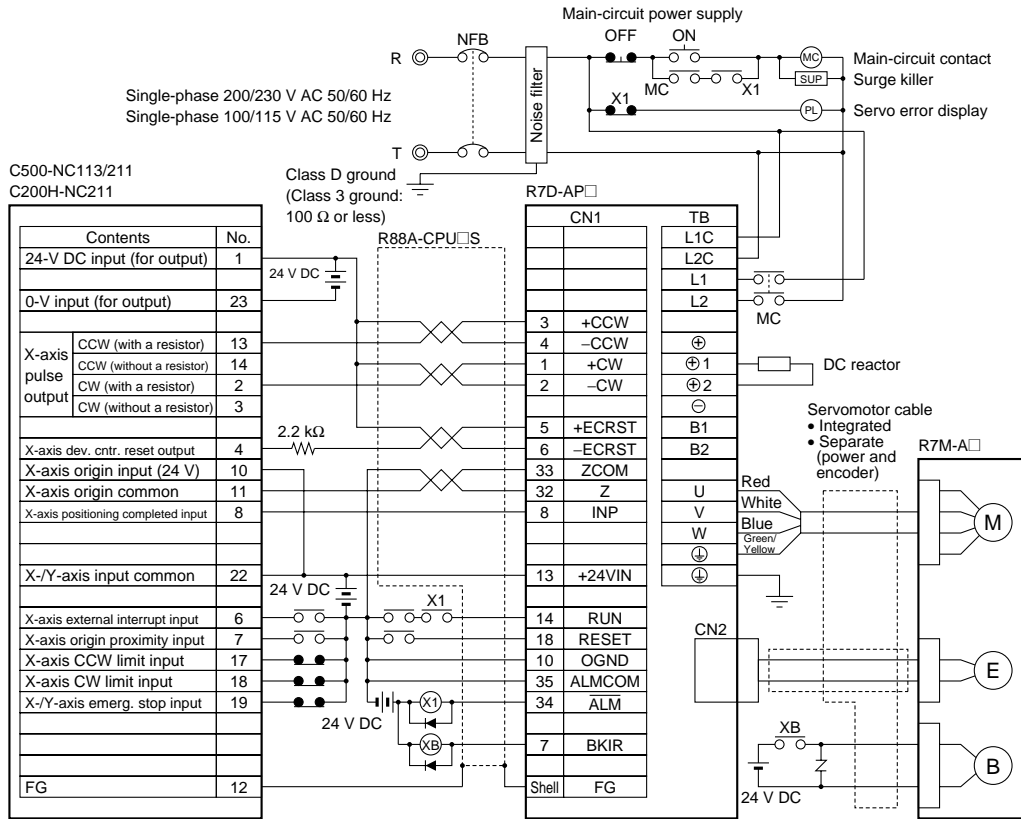 Main-circuit power supply
OFF ON
R NFB
MC Main-circuit contact
MC X1 SUP Surge killer
Single-phase 200/230 V AC 50/60 Hz
Single-phase 100/115 V AC 50/60 Hz
Noise filter
X1 PL Servo error display
T
C500-NC113/211
C200H-NC211
Class D ground
(Class 3 ground:
100 Ω or less)
R88A-CPU□S
R7D-AP□
Contents No.
24-V DC input (for output) 1
0-V input (for output) 23
X-axis
pulse
output
CCW (with a resistor) 13
CCW (without a resistor) 14
CW (with a resistor) 2
CW (without a resistor) 3
X-axis dev. cntr. reset output 4
X-axis origin input (24 V) 10
X-axis origin common 11
X-axis positioning completed input 8
X-/Y-axis input common 22
X-axis external interrupt input 6
X-axis origin proximity input 7
X-axis CCW limit input 17
X-axis CW limit input 18
X-/Y-axis emerg. stop input 19
FG 12
24 V DC
2.2 kΩ
24 V DC
X1
24 V DC
X1
XB
CN1
3 +CCW
4 −CCW
1 +CW
2 −CW
5 +ECRST
6 −ECRST
33 ZCOM
32 Z
8 INP
13 +24VIN
14 RUN
18 RESET
10 OGND
35 ALMCOM
34 ALM
7 BKIR
Shell FG
TB
L1C
L2C
L1
L2
⊕
⊕1
⊕2
⊖
B1
B2
U
V
W
CN2
MC
DC reactor
Servomotor cable
• Integrated
• Separate
(power and
encoder)
R7M-A□
Red
White
Blue
Green/
Yellow
M
E
XB
B
24 V DC